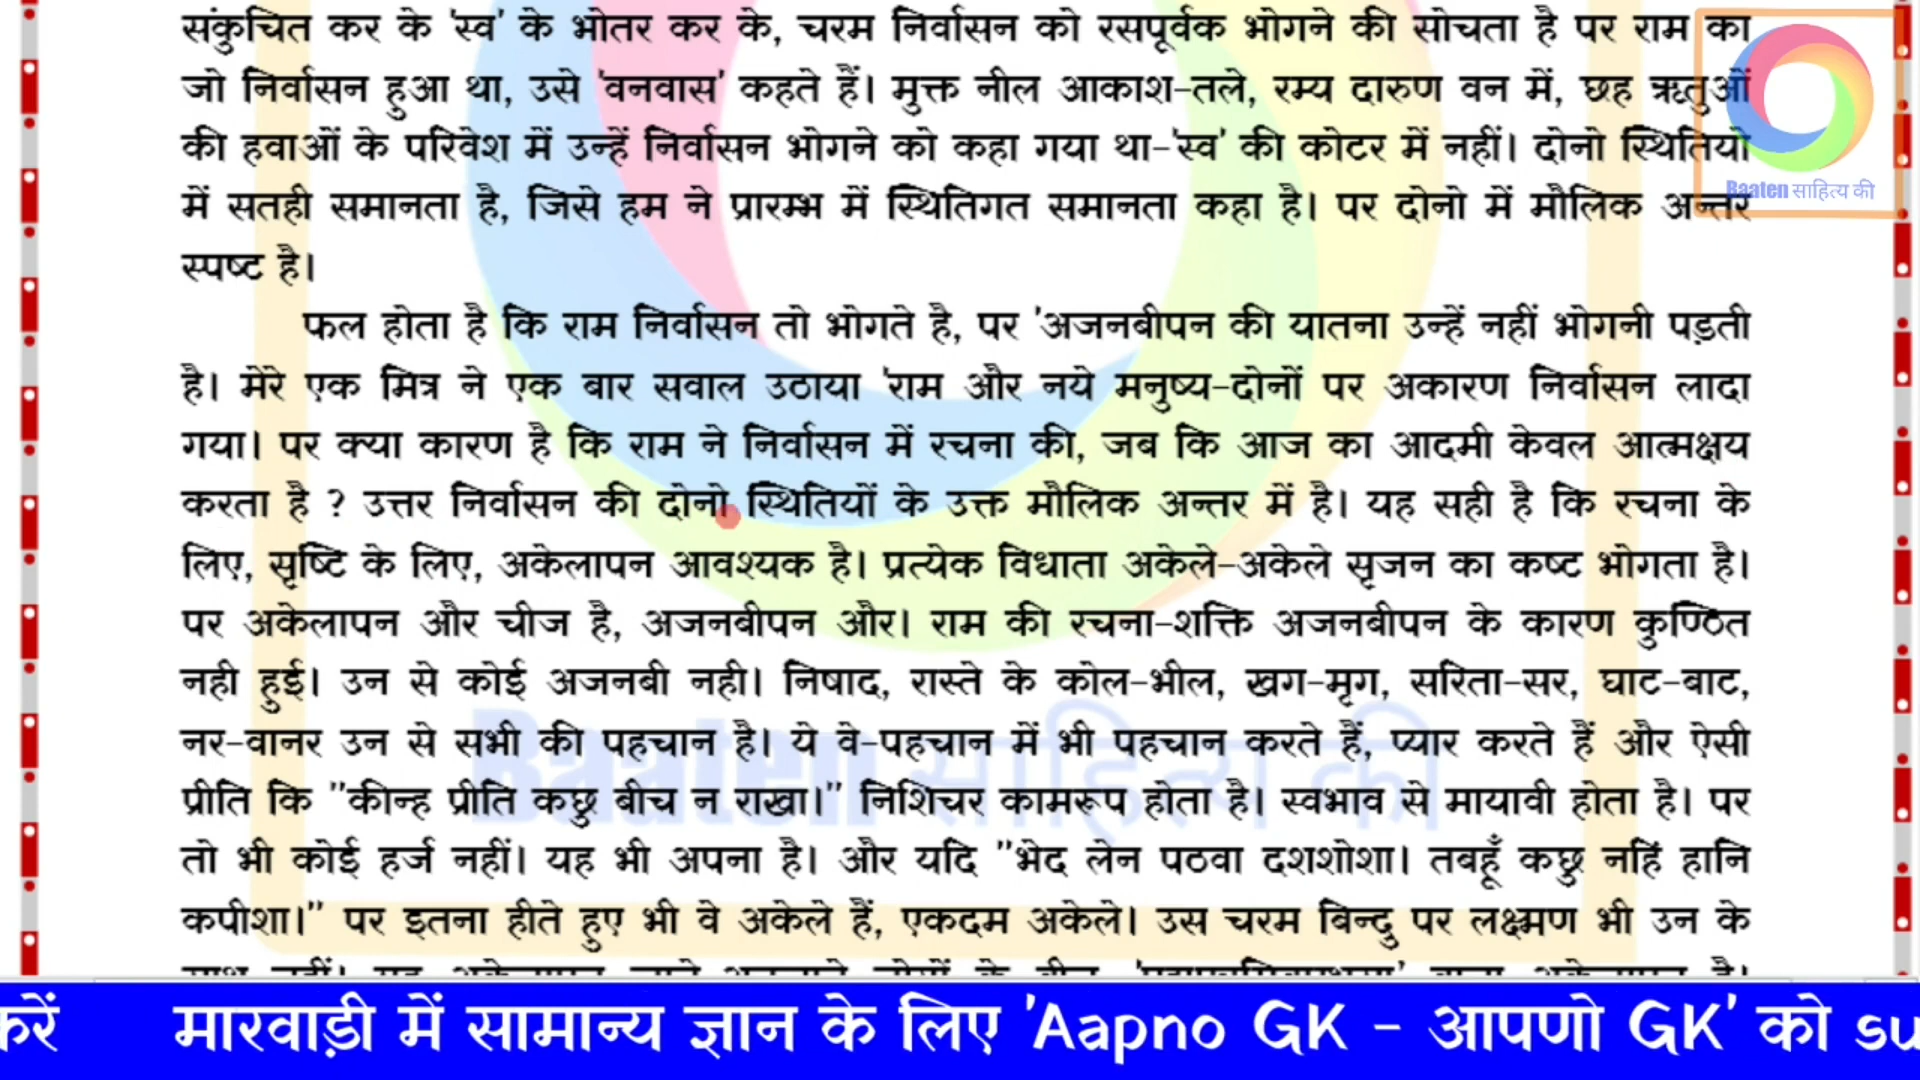 संकुचित कर के 'स्व' के भोतर कर के, चरम निर्वासन को रसपूर्वक भोगने की सोचता है पर राम का
जो निर्वासन हुआ था, उसे 'वनवास' कहते हैं। मुक्त नील आकाश-तले, रम्य दारुण वन में, छह ऋतुओं
की हवाओं के परिवेश में उन्हें निर्वासन भोगने को कहा गया था-'स्व' की कोटर में नहीं। दोनो स्थितियो
में सतही समानता है, जिसे हम ने प्रारम्भ में स्थितिगत समानता कहा है। पर दोनो में मौलिक अन्तर
स्पष्ट है।
फल होता है कि राम निर्वासन तो भोगते है, पर 'अजनबीपन की यातना उन्हें नहीं भोगनी पड़ती
है। मेरे एक मित्र ने एक बार सवाल उठाया 'राम और नये मनुष्य-दोनों पर अकारण निर्वासन लादा
गया। पर क्या कारण है कि राम ने निर्वासन में रचना की, जब कि आज का आदमी केवल आत्मक्षय
करता है ? उत्तर निर्वासन की दोनो स्थितियों के उक्त मौलिक अन्तर में है। यह सही है कि रचना के
लिए, सृष्टि के लिए, अकेलापन आवश्यक है। प्रत्येक विधाता अकेले-अकेले सृजन का कष्ट भोगता है।
पर अकेलापन और चीज है, अजनबीपन और। राम की रचना-शक्ति अजनबीपन के कारण कुण्ठित
नही हुई। उन से कोई अजनबी नही। निषाद, रास्ते के कोल-भील, खग-मृग, सरिता-सर, घाट-बाट,
नर-वानर उन से सभी की पहचान है। ये वे-पहचान में भी पहचान करते हैं, प्यार करते हैं और ऐसी
प्रीति कि "कीन्ह प्रीति कछु बीच न राखा।" निशिचर कामरूप होता है। स्वभाव से मायावी होता है। पर
तो भी कोई हर्ज नहीं। यह भी अपना है। और यदि "भेद लेन पठवा दशशोशा। तबहूँ कछु नहिं हानि
कपीशा।" पर इतना हीते हुए भी वे अकेले हैं, एकदम अकेले। उस चरम बिन्दु पर लक्ष्मण भी उन के
Baaten साहित्य की
Baaten साहित्य की
करें मारवाड़ी में सामान्य ज्ञान के लिए 'Aapno GK - आपणो GK' को su